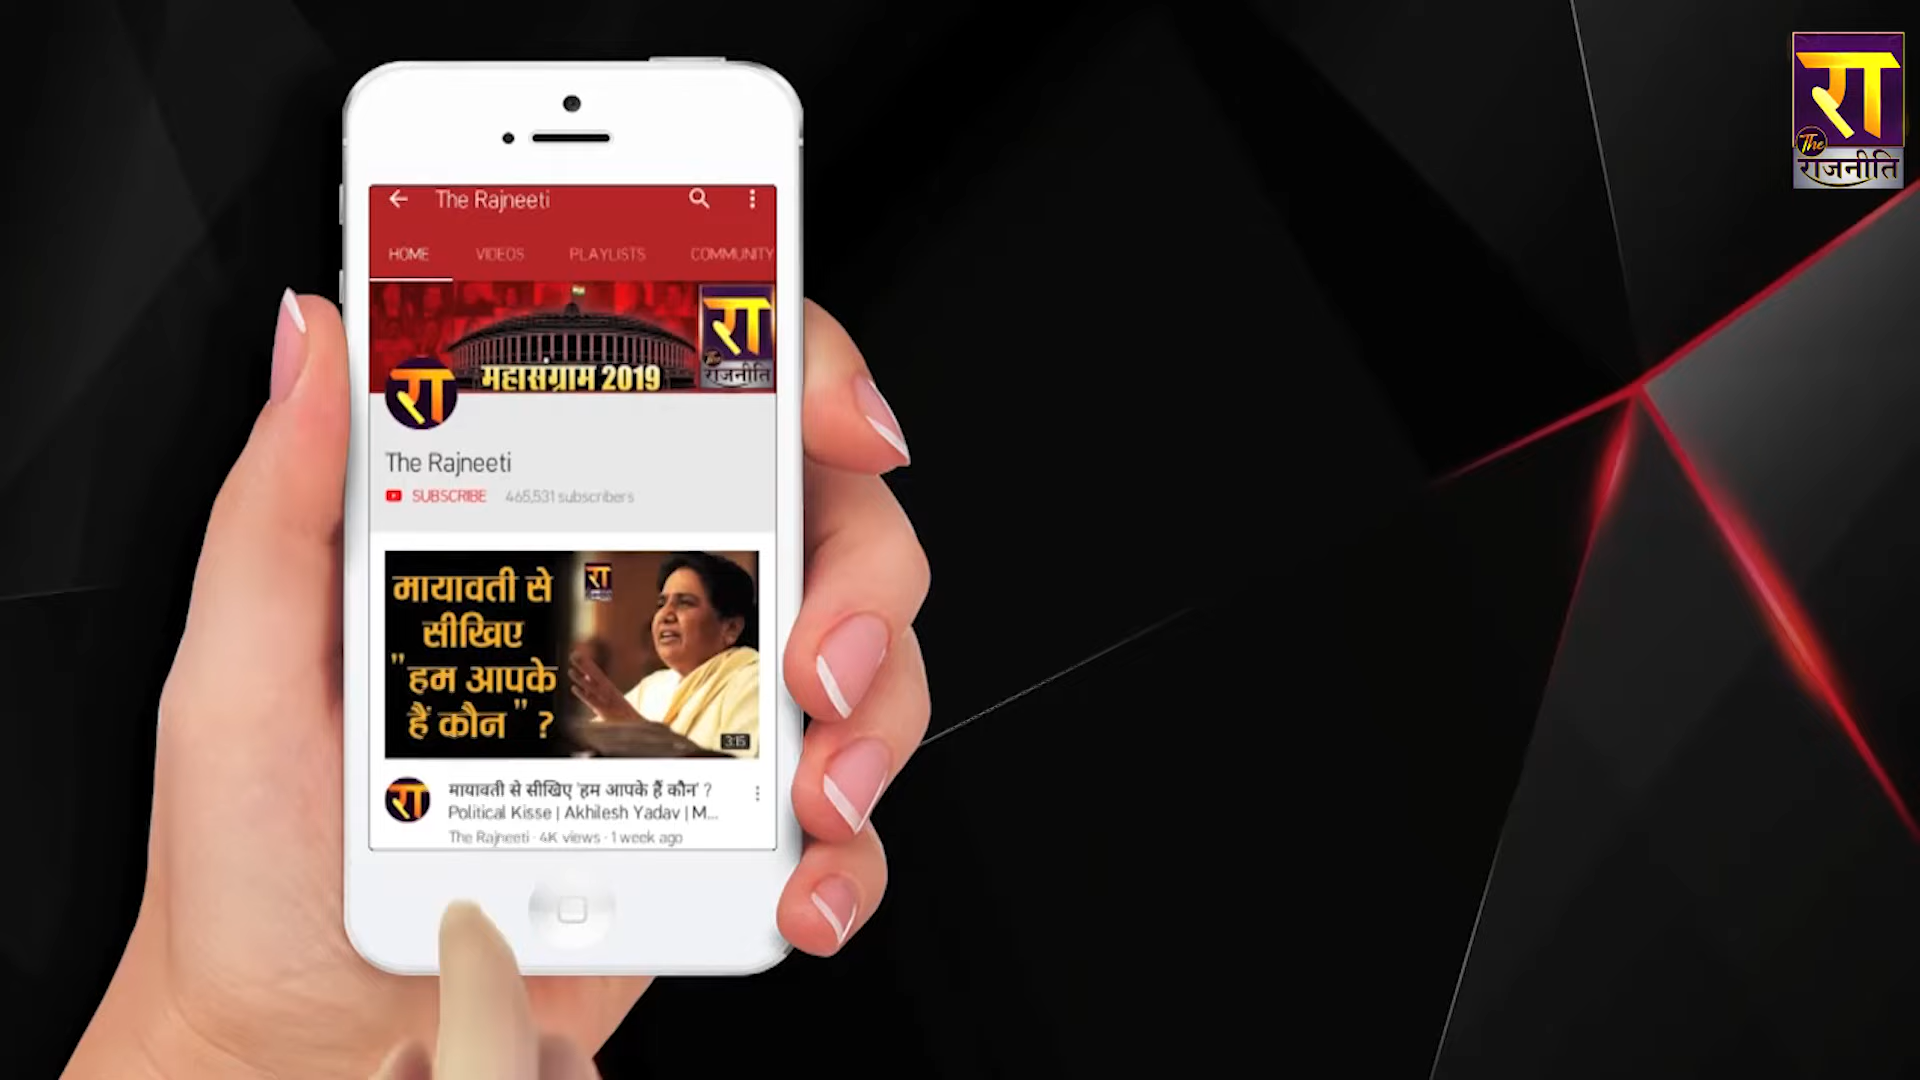 The Rajneeti
HOME VIDEOS PLAYLISTS COMMUNITY
महासंग्राम 2019
रा
The
राजनीति
रा
The Rajneeti
SUBSCRIBE 465,531 subscribers
मायावती से
सीखिए
"हम आपके
हैं कौन" ?
रा
3:15
रा
मायावती से सीखिए 'हम आपके हैं कौन' ?
Political Kisse | Akhilesh Yadav | M...
The Rajneeti · 4K views · 1 week ago
रा
The
राजनीति